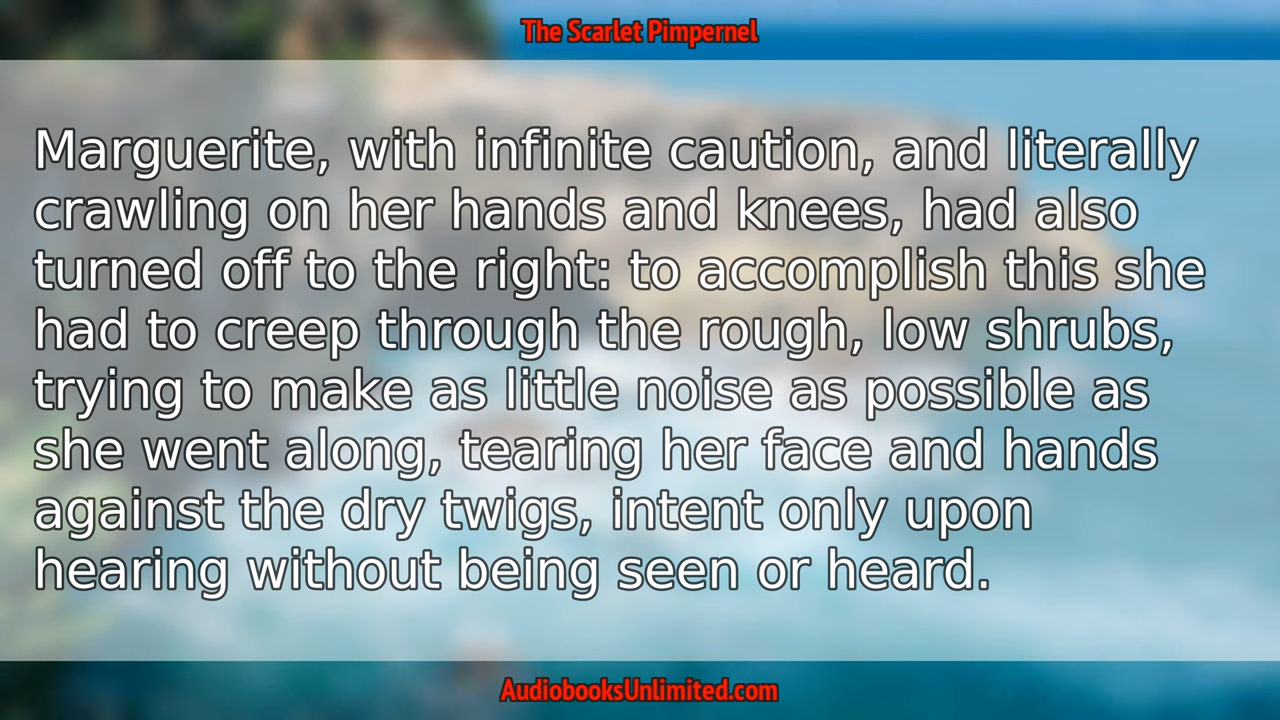 The Scarlet Pimpernel
Marguerite, with infinite caution, and literally
crawling on her hands and knees, had also
turned off to the right: to accomplish this she
had to creep through the rough, low shrubs,
trying to make as little noise as possible as
she went along, tearing her face and hands
against the dry twigs, intent only upon
hearing without being seen or heard.
AudiobooksUnlimited.com